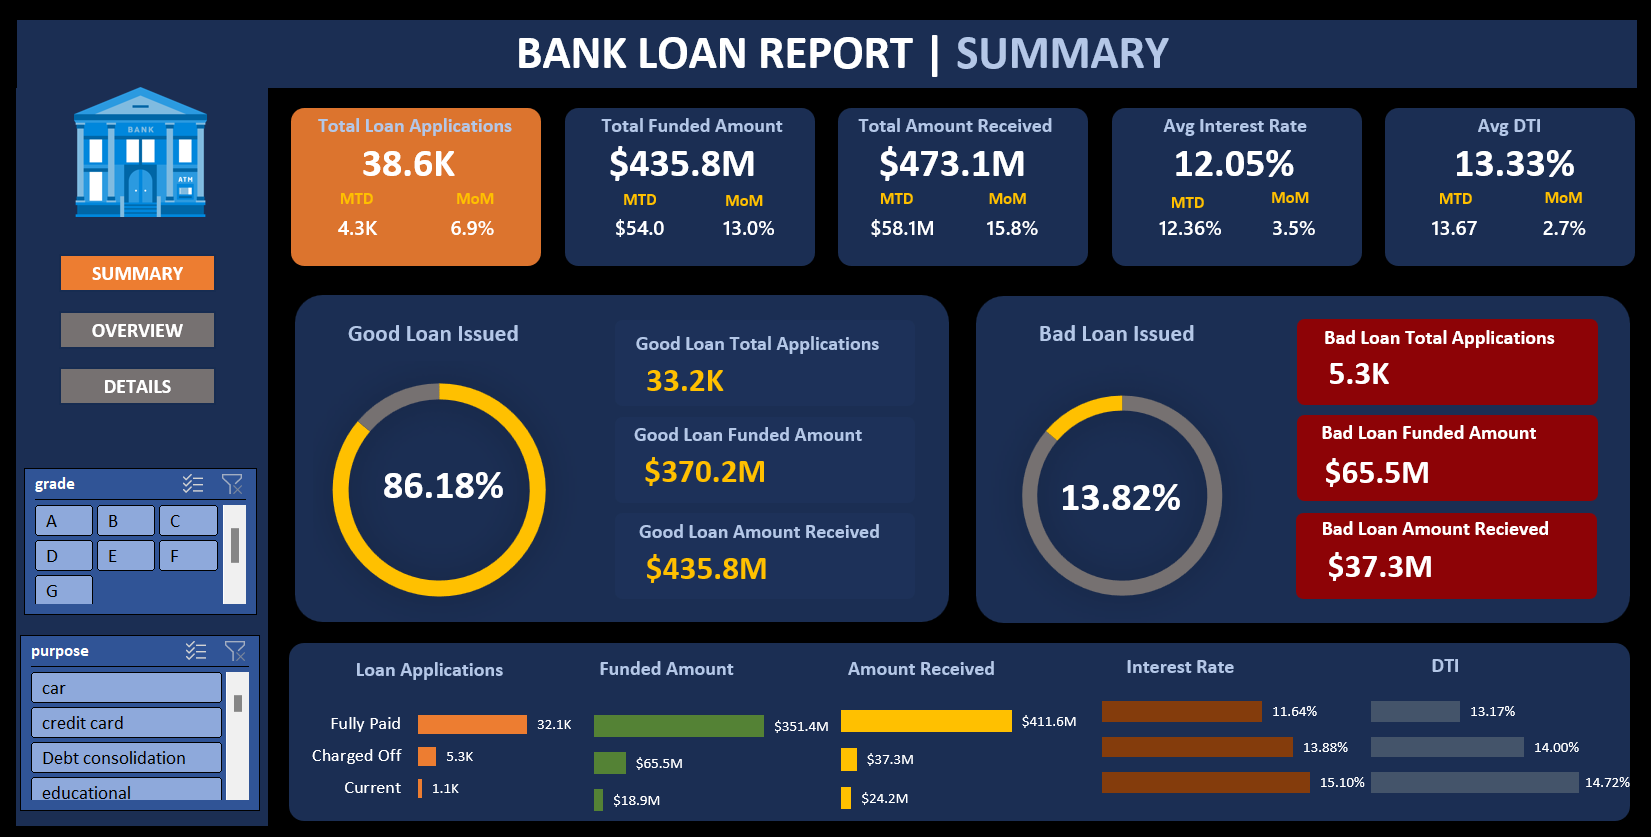 BANK LOAN REPORT | SUMMARY
BANK
ATM
SUMMARY
OVERVIEW
DETAILS
grade
A B C
D E F
G
purpose
car
credit card
Debt consolidation
educational
Total Loan Applications
38.6K
MTD MoM
4.3K 6.9%
Total Funded Amount
$435.8M
MTD MoM
$54.0 13.0%
Total Amount Received
$473.1M
MTD MoM
$58.1M 15.8%
Avg Interest Rate
12.05%
MTD MoM
12.36% 3.5%
Avg DTI
13.33%
MTD MoM
13.67 2.7%
Good Loan Issued
86.18%
Good Loan Total Applications
33.2K
Good Loan Funded Amount
$370.2M
Good Loan Amount Received
$435.8M
Bad Loan Issued
13.82%
Bad Loan Total Applications
5.3K
Bad Loan Funded Amount
$65.5M
Bad Loan Amount Recieved
$37.3M
Loan Applications
Fully Paid 32.1K
Charged Off 5.3K
Current 1.1K
Funded Amount
$351.4M
$65.5M
$18.9M
Amount Received
$411.6M
$37.3M
$24.2M
Interest Rate
11.64%
13.88%
15.10%
DTI
13.17%
14.00%
14.72%